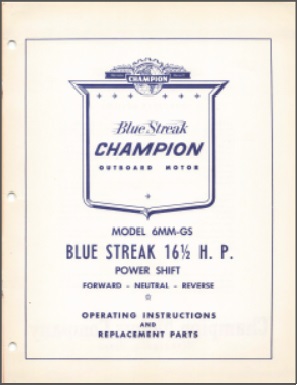 CHAMPION
Blue Streak
CHAMPION
OUTBOARD MOTOR
MODEL 6MM-GS
BLUE STREAK 16½ H. P.
POWER SHIFT
FORWARD - NEUTRAL - REVERSE
OPERATING INSTRUCTIONS
AND
REPLACEMENT PARTS